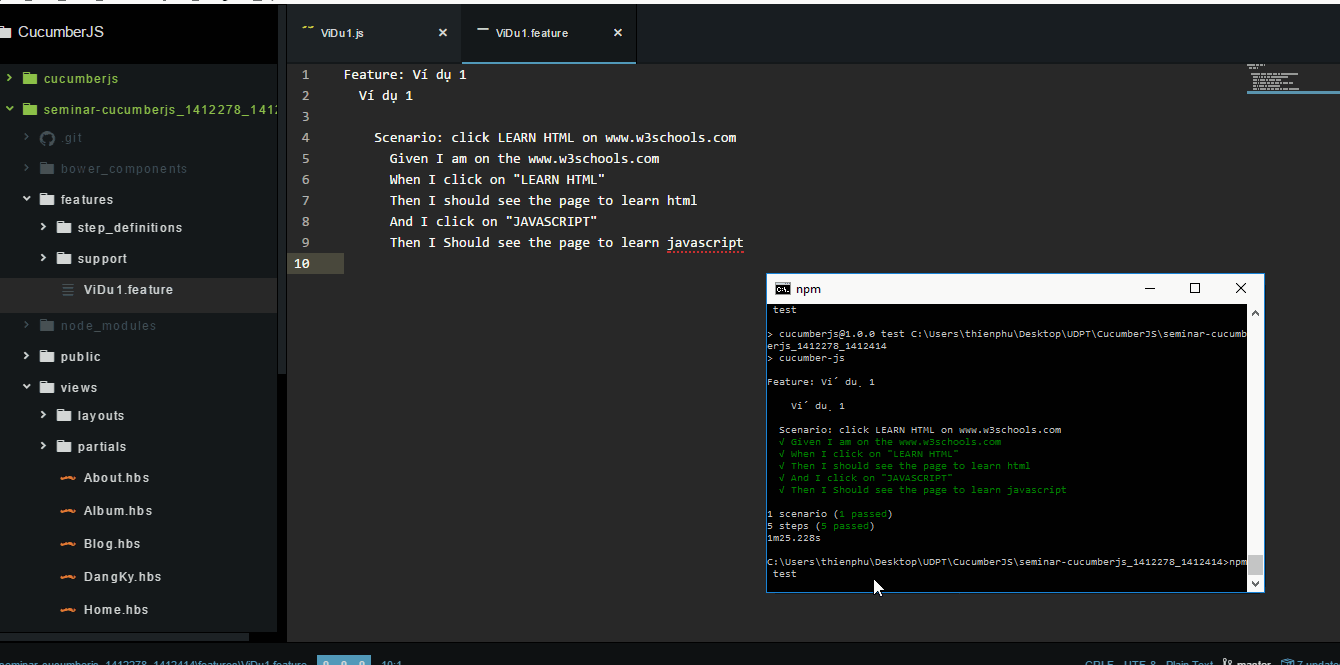 CucumberJS
cucumberjs
seminar-cucumberjs_1412278_141
.git
bower_components
features
step_definitions
support
ViDu1.feature
node_modules
public
views
layouts
partials
About.hbs
Album.hbs
Blog.hbs
DangKy.hbs
Home.hbs
ViDu1.js
ViDu1.feature
1 Feature: Ví dụ 1
2 Ví dụ 1
3
4 Scenario: click LEARN HTML on www.w3schools.com
5 Given I am on the www.w3schools.com
6 When I click on "LEARN HTML"
7 Then I should see the page to learn html
8 And I click on "JAVASCRIPT"
9 Then I Should see the page to learn javascript
10
npm
test
> cucumberjs@1.0.0 test C:\Users\thienphu\Desktop\UDPT\CucumberJS\seminar-cucumb
erjs_1412278_1412414
> cucumber-js
Feature: Ví dụ 1
Ví dụ 1
Scenario: click LEARN HTML on www.w3schools.com
√ Given I am on the www.w3schools.com
√ When I click on "LEARN HTML"
√ Then I should see the page to learn html
√ And I click on "JAVASCRIPT"
√ Then I Should see the page to learn javascript
1 scenario (1 passed)
5 steps (5 passed)
1m25.228s
C:\Users\thienphu\Desktop\UDPT\CucumberJS\seminar-cucumberjs_1412278_1412414>npm
test
seminar-cucumberjs_1412278_1412414\features\ViDu1.feature 0 0 0 10:1
CRLF UTF-8 Plain Text master 7 update